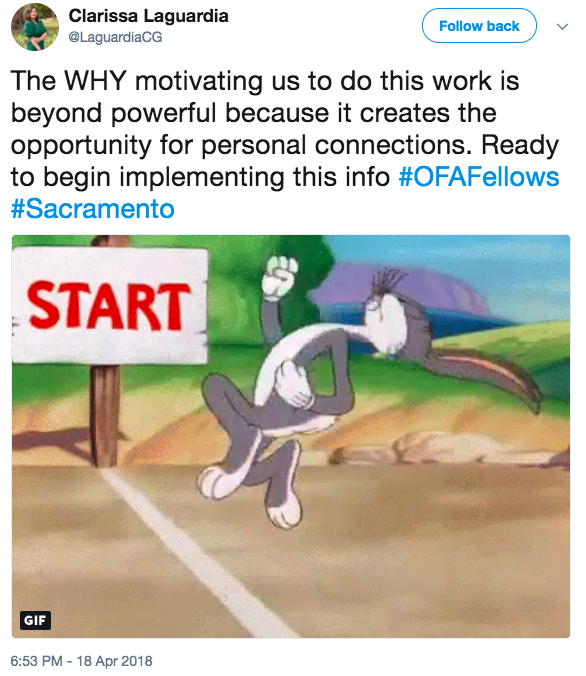 Clarissa Laguardia
@LaguardiaCG
Follow back
The WHY motivating us to do this work is
beyond powerful because it creates the
opportunity for personal connections. Ready
to begin implementing this info #OFAFellows
#Sacramento
START
GIF
6:53 PM - 18 Apr 2018